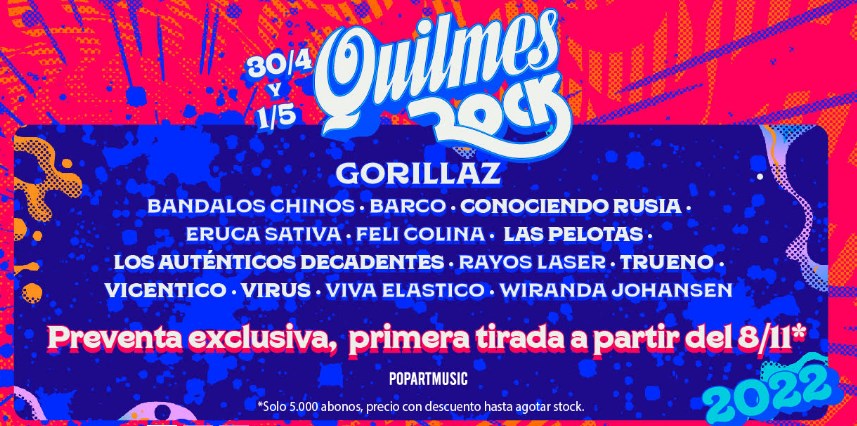 30/4
Y
1/5
Quilmes
ROCK
GORILLAZ
BANDALOS CHINOS · BARCO · CONOCIENDO RUSIA ·
ERUCA SATIVA · FELI COLINA · LAS PELOTAS ·
LOS AUTÉNTICOS DECADENTES · RAYOS LASER · TRUENO ·
VICENTICO · VIRUS · VIVA ELASTICO · WIRANDA JOHANSEN
Preventa exclusiva, primera tirada a partir del 8/11*
POPARTMUSIC
*Solo 5.000 abonos, precio con descuento hasta agotar stock.
2022